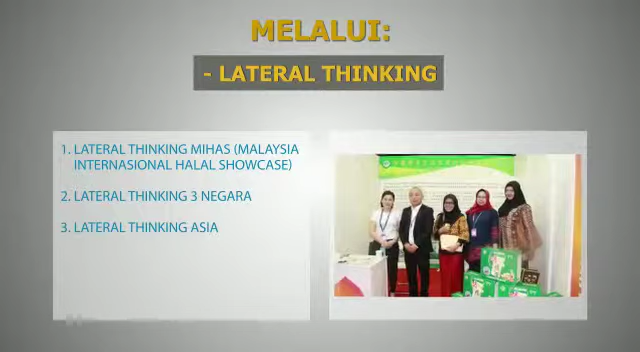 MELALUI:
- LATERAL THINKING
1. LATERAL THINKING MIHAS (MALAYSIA
INTERNASIONAL HALAL SHOWCASE)
2. LATERAL THINKING 3 NEGARA
3. LATERAL THINKING ASIA